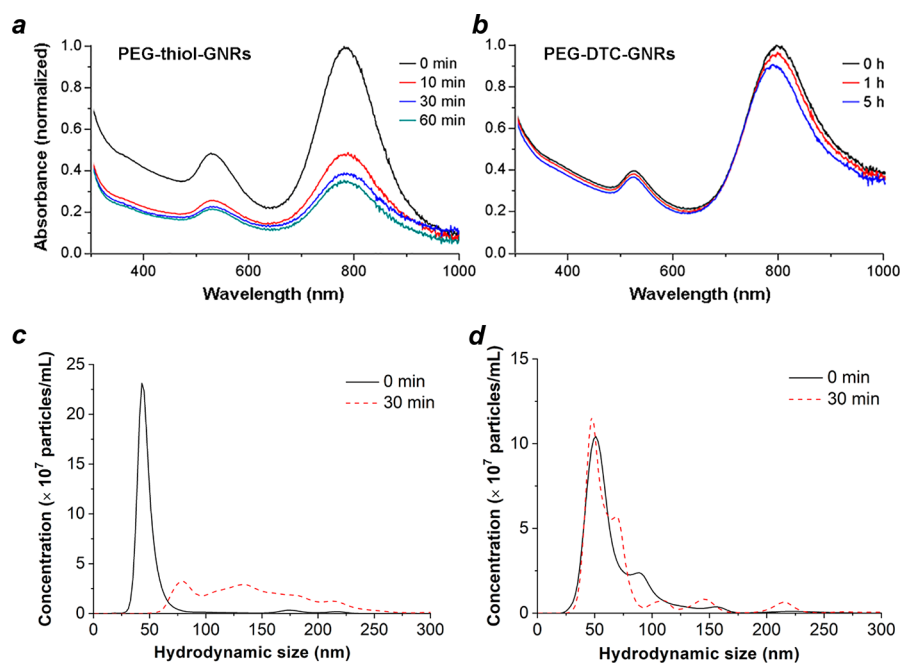 a
PEG-thiol-GNRs
0 min
10 min
30 min
60 min
Absorbance (normalized)
1.0
0.8
0.6
0.4
0.2
0.0
400 600 800 1000
Wavelength (nm)
b
PEG-DTC-GNRs
0 h
1 h
5 h
1.0
0.8
0.6
0.4
0.2
0.0
400 600 800 1000
Wavelength (nm)
c
0 min
30 min
Concentration (× 10⁷ particles/mL)
25
20
15
10
5
0
0 50 100 150 200 250 300
Hydrodynamic size (nm)
d
0 min
30 min
Concentration (× 10⁷ particles/mL)
15
10
5
0
0 50 100 150 200 250 300
Hydrodynamic size (nm)